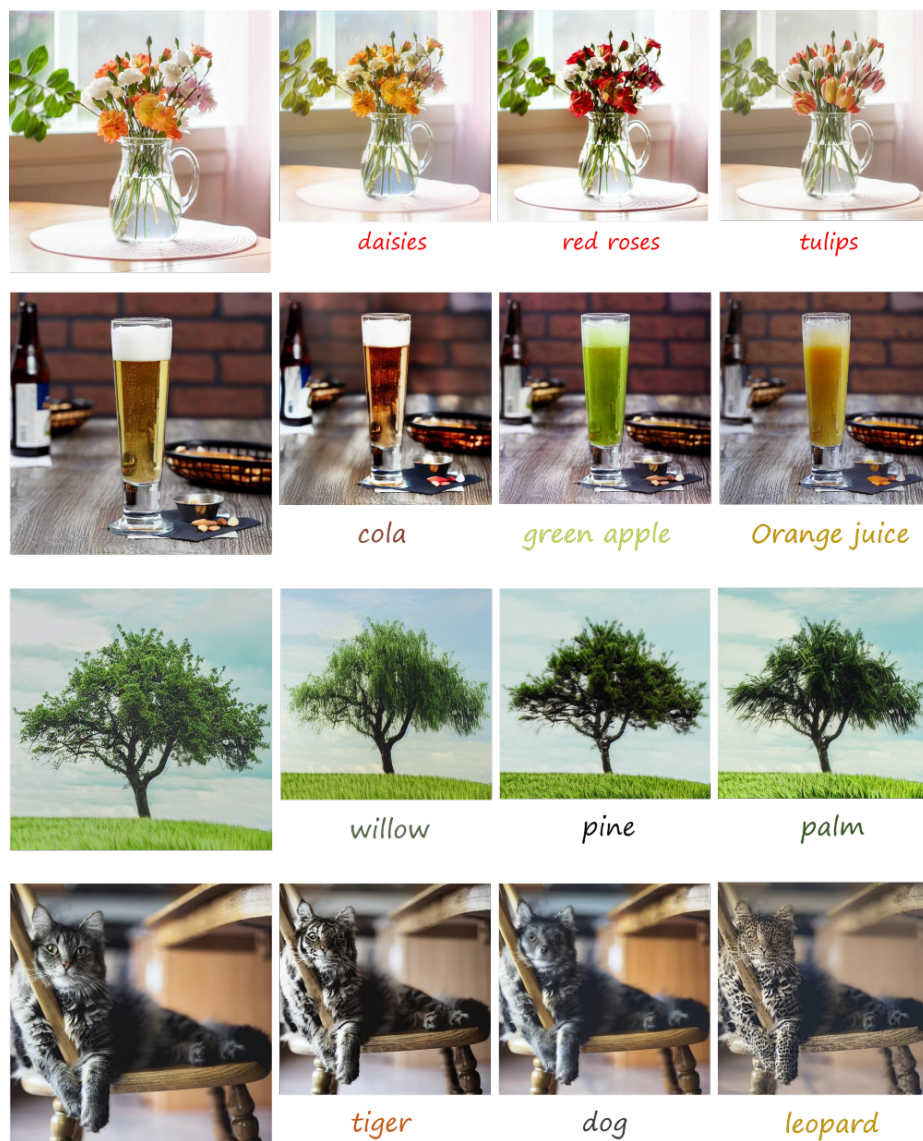 daisies red roses tulips
cola green apple Orange juice
willow pine palm
tiger dog leopard